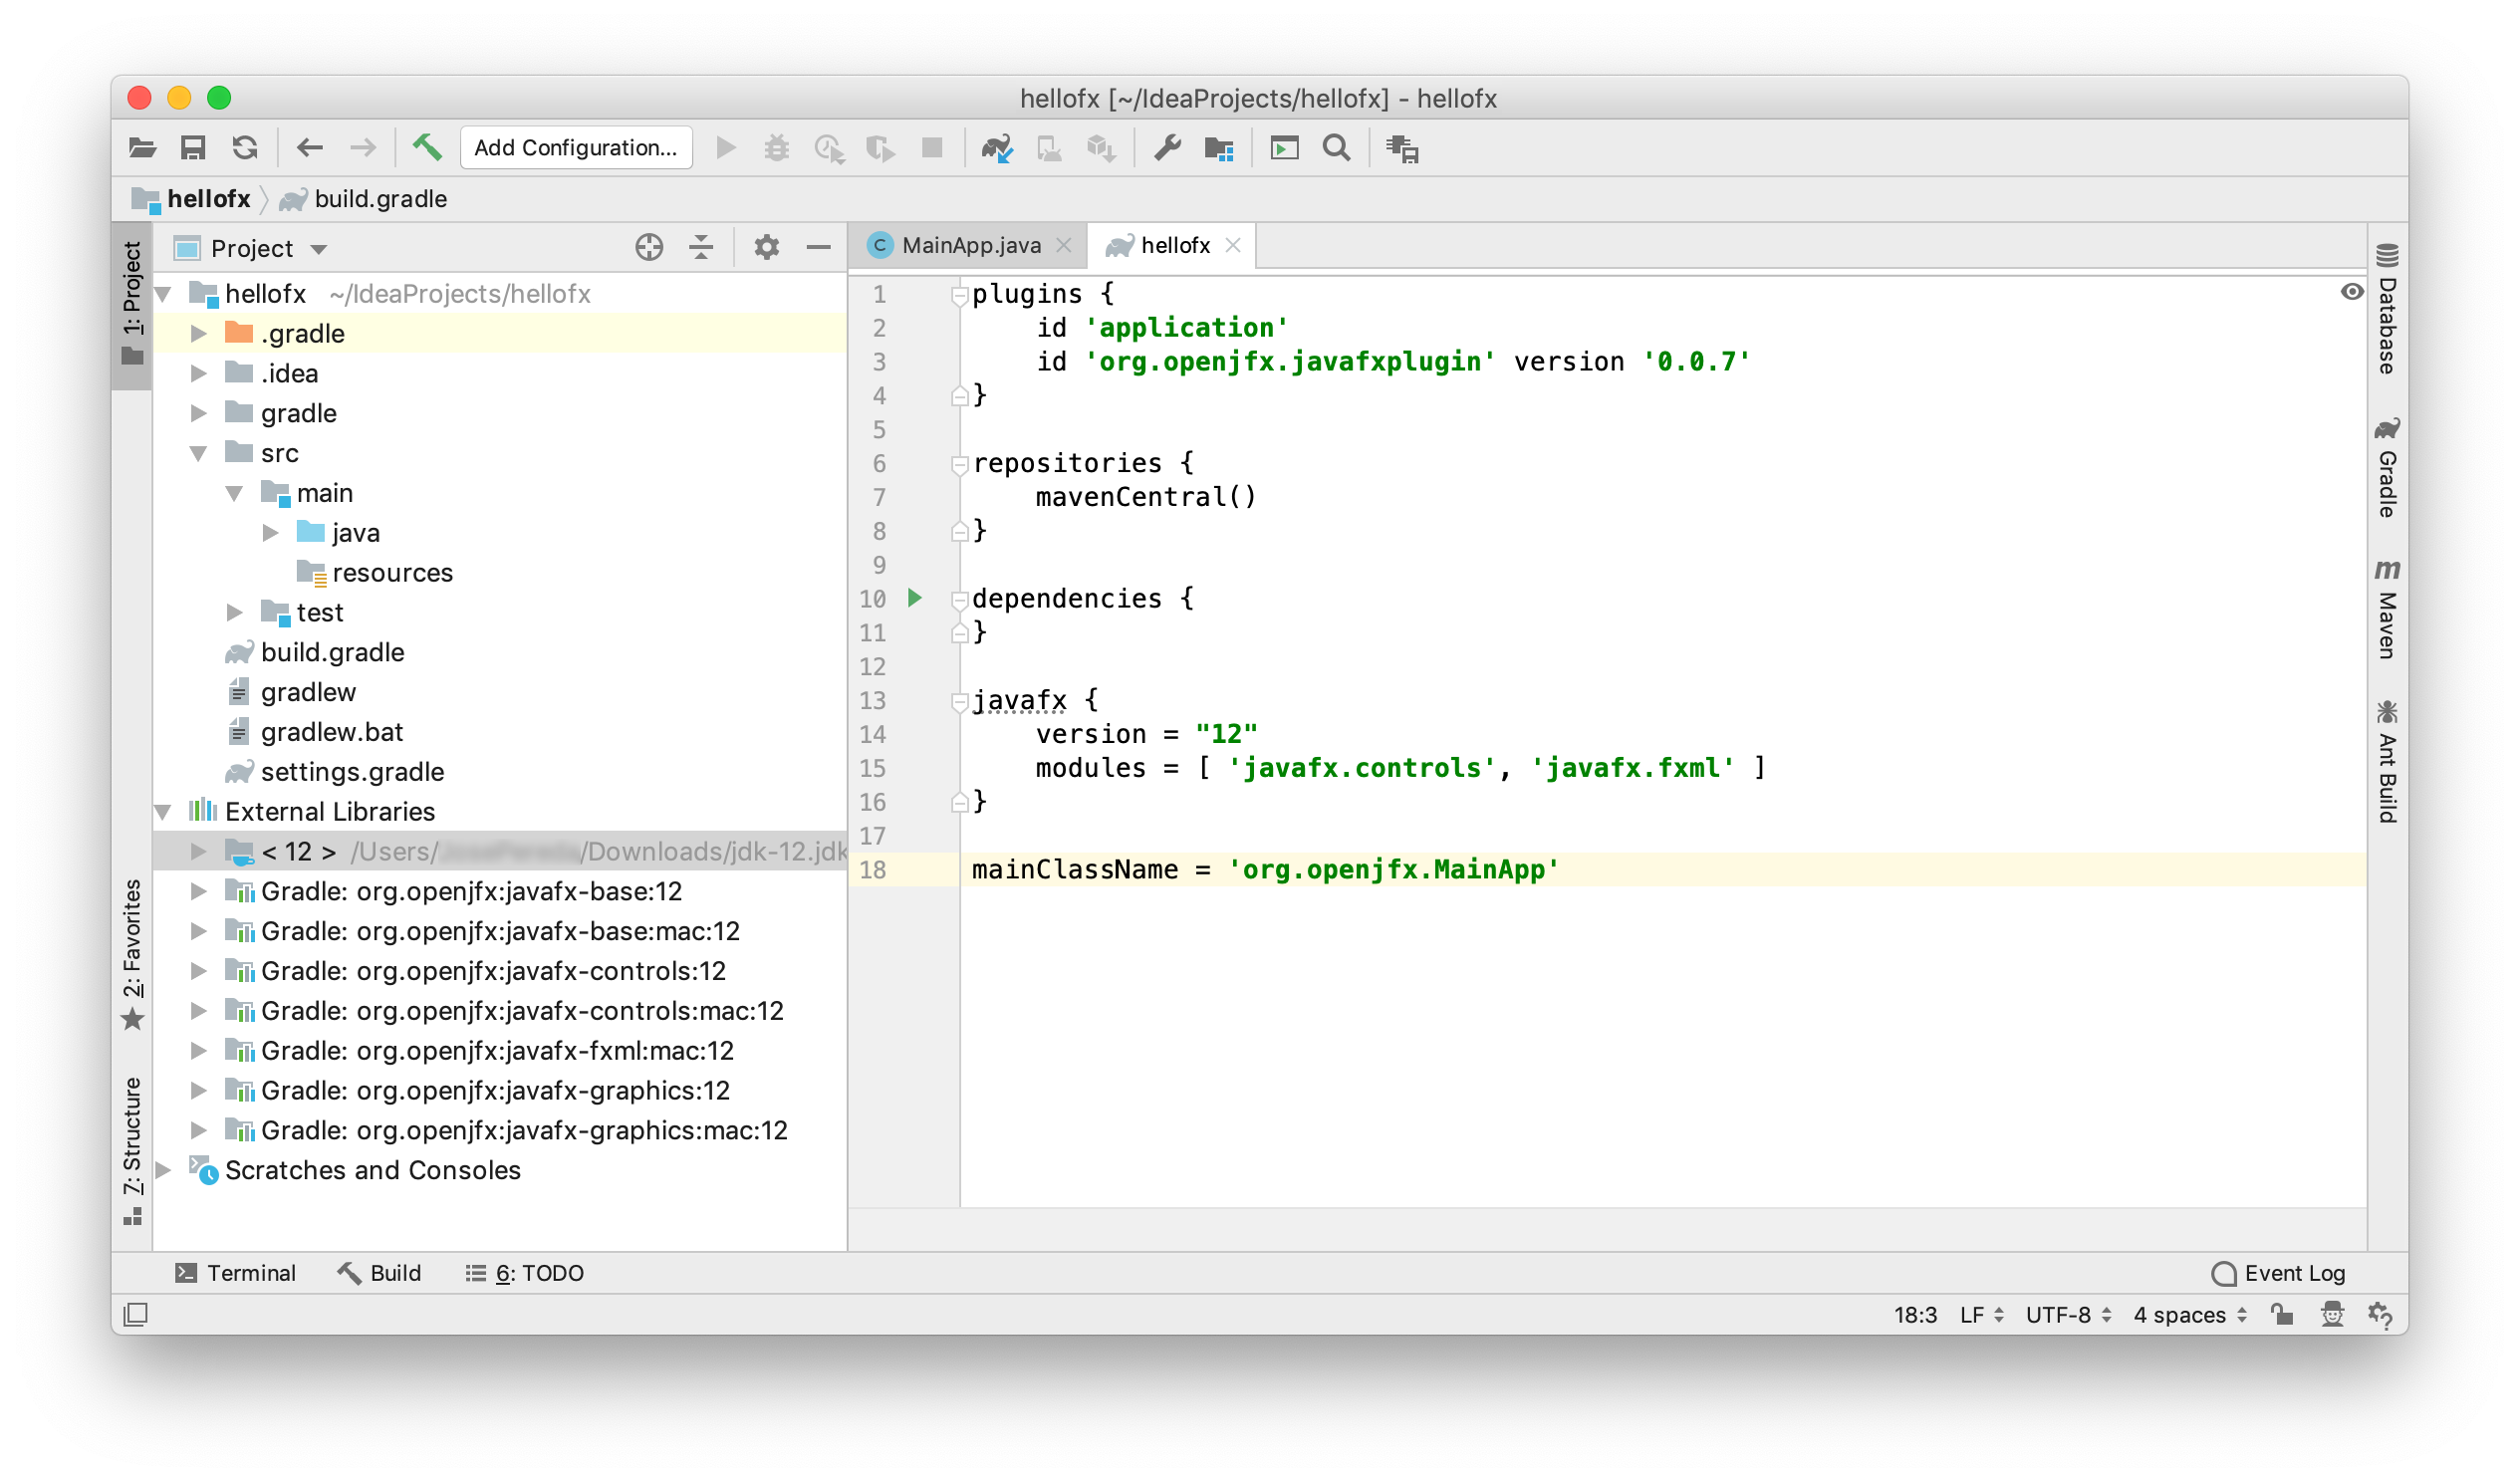 hellofx [~/IdeaProjects/hellofx] - hellofx
Add Configuration...
hellofx build.gradle
1: Project
2: Favorites
7: Structure
Project
hellofx ~/IdeaProjects/hellofx
.gradle
.idea
gradle
src
main
java
resources
test
build.gradle
gradlew
gradlew.bat
settings.gradle
External Libraries
< 12 > /Users/ /Downloads/jdk-12.jdk
Gradle: org.openjfx:javafx-base:12
Gradle: org.openjfx:javafx-base:mac:12
Gradle: org.openjfx:javafx-controls:12
Gradle: org.openjfx:javafx-controls:mac:12
Gradle: org.openjfx:javafx-fxml:mac:12
Gradle: org.openjfx:javafx-graphics:12
Gradle: org.openjfx:javafx-graphics:mac:12
Scratches and Consoles
MainApp.java hellofx
1 plugins {
2 id 'application'
3 id 'org.openjfx.javafxplugin' version '0.0.7'
4 }
5
6 repositories {
7 mavenCentral()
8 }
9
10 dependencies {
11 }
12
13 javafx {
14 version = "12"
15 modules = [ 'javafx.controls', 'javafx.fxml' ]
16 }
17
18 mainClassName = 'org.openjfx.MainApp'
Database
Gradle
m Maven
Ant Build
Terminal Build 6: TODO Event Log
18:3 LF UTF-8 4 spaces